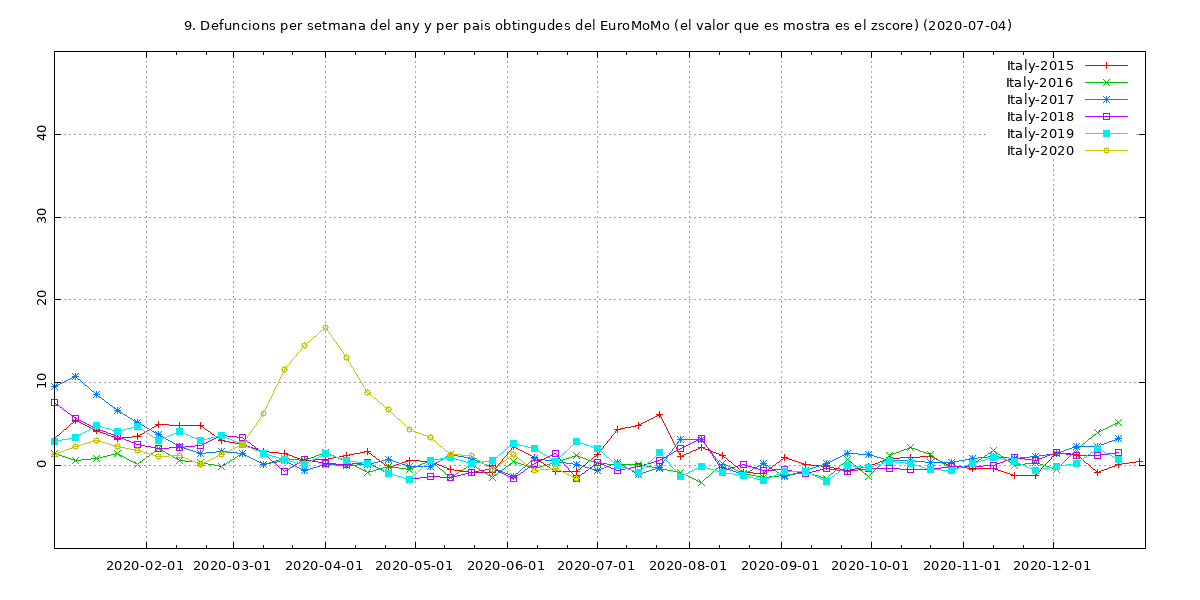 9. Defuncions per setmana del any y per pais obtingudes del EuroMoMo (el valor que es mostra es el zscore) (2020-07-04)
Italy-2015
Italy-2016
Italy-2017
Italy-2018
Italy-2019
Italy-2020
40
30
20
10
0
2020-02-01 2020-03-01 2020-04-01 2020-05-01 2020-06-01 2020-07-01 2020-08-01 2020-09-01 2020-10-01 2020-11-01 2020-12-01